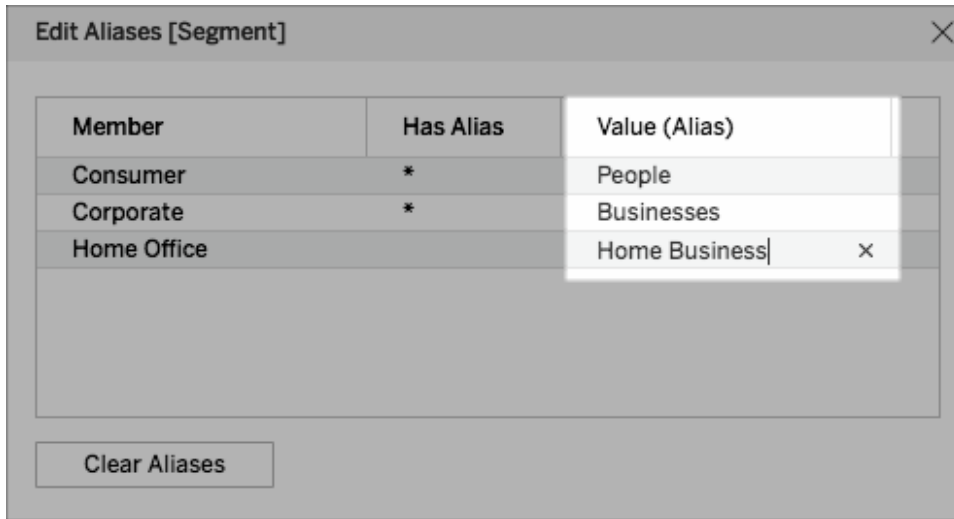 Edit Aliases [Segment]
Member Has Alias Value (Alias)
Consumer * People
Corporate * Businesses
Home Office Home Business
Clear Aliases